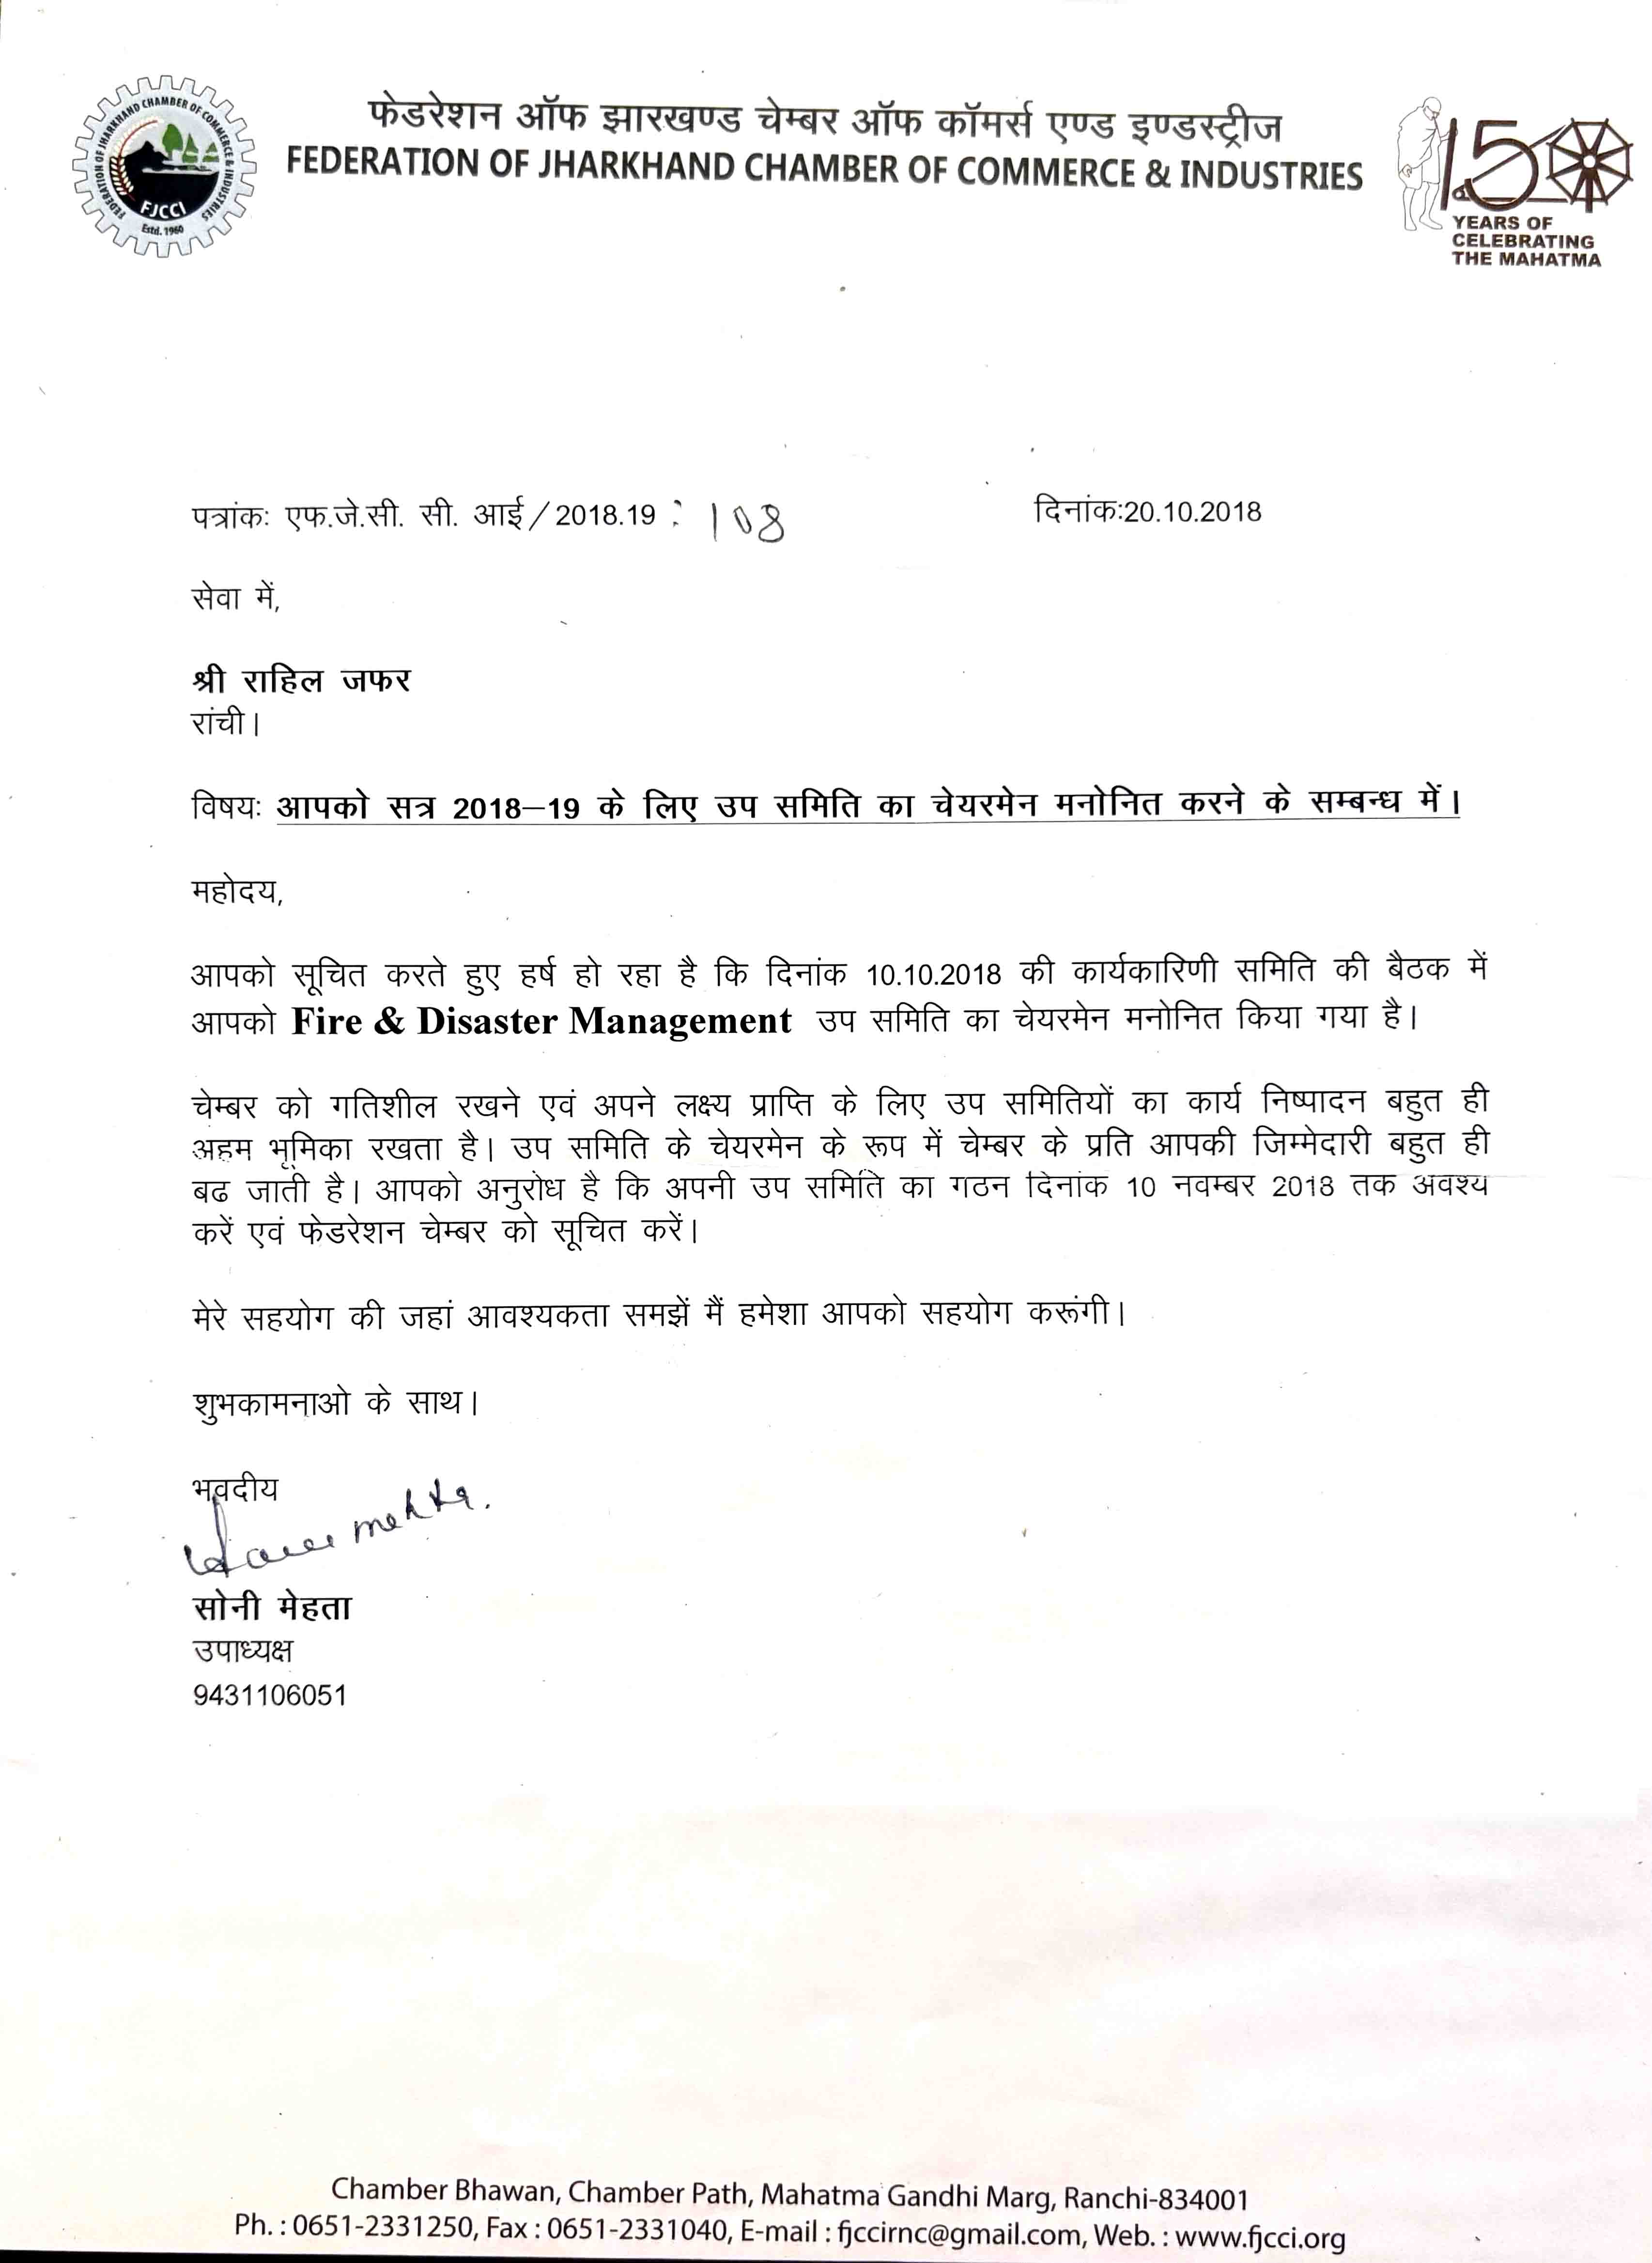 फेडरेशन ऑफ झारखण्ड चेम्बर ऑफ कॉमर्स एण्ड इण्डस्ट्रीज
FEDERATION OF JHARKHAND CHAMBER OF COMMERCE & INDUSTRIES
FEDERATION OF JHARKHAND CHAMBER OF COMMERCE & INDUSTRIES
FJCCI
Estd. 1960
150
YEARS OF
CELEBRATING
THE MAHATMA
पत्रांकः एफ.जे.सी. सी. आई/2018.19 : 108 दिनांक:20.10.2018
सेवा में,
श्री राहिल जफर
रांची।
विषयः आपको सत्र 2018–19 के लिए उप समिति का चेयरमेन मनोनित करने के सम्बन्ध में।
महोदय,
आपको सूचित करते हुए हर्ष हो रहा है कि दिनांक 10.10.2018 की कार्यकारिणी समिति की बैठक में
आपको Fire & Disaster Management उप समिति का चेयरमेन मनोनित किया गया है।
चेम्बर को गतिशील रखने एवं अपने लक्ष्य प्राप्ति के लिए उप समितियों का कार्य निष्पादन बहुत ही
अहम भूमिका रखता है। उप समिति के चेयरमेन के रूप में चेम्बर के प्रति आपकी जिम्मेदारी बहुत ही
बढ जाती है। आपको अनुरोध है कि अपनी उप समिति का गठन दिनांक 10 नवम्बर 2018 तक अवश्य
करें एवं फेडरेशन चेम्बर को सूचित करें।
मेरे सहयोग की जहां आवश्यकता समझें मैं हमेशा आपको सहयोग करूंगी।
शुभकामनाओ के साथ।
भवदीय
mehta.
सोनी मेहता
उपाध्यक्ष
9431106051
Chamber Bhawan, Chamber Path, Mahatma Gandhi Marg, Ranchi-834001
Ph. : 0651-2331250, Fax : 0651-2331040, E-mail : fjccirnc@gmail.com, Web. : www.fjcci.org